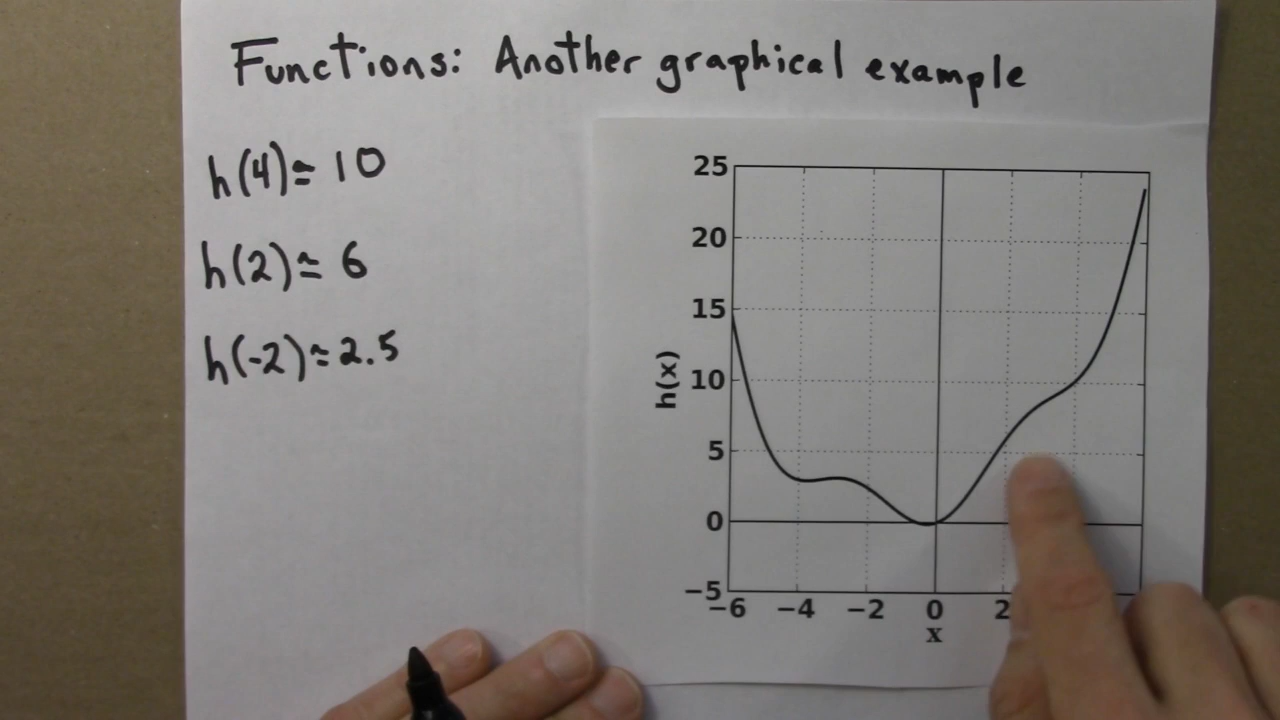 Functions: Another graphical example
h(4)≃ 10
h(2)≃ 6
h(-2)≃2.5
25
20
15
10
5
0
−5
h(x)
−6 −4 −2 0 2
x